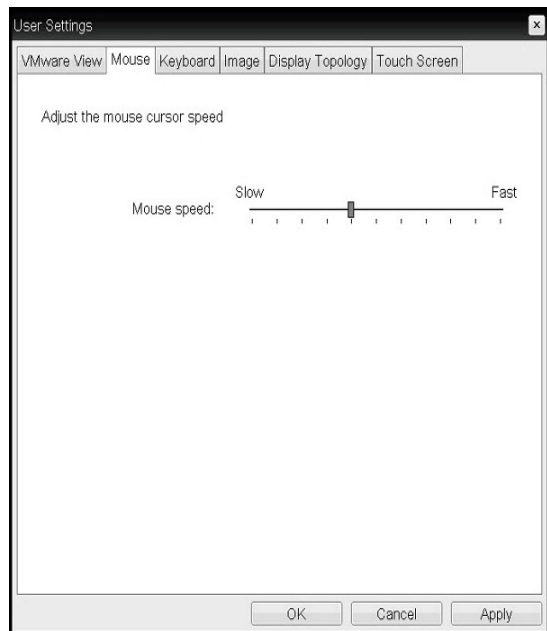 User Settings x
VMware View Mouse Keyboard Image Display Topology Touch Screen
Adjust the mouse cursor speed
Slow Fast
Mouse speed:
OK Cancel Apply